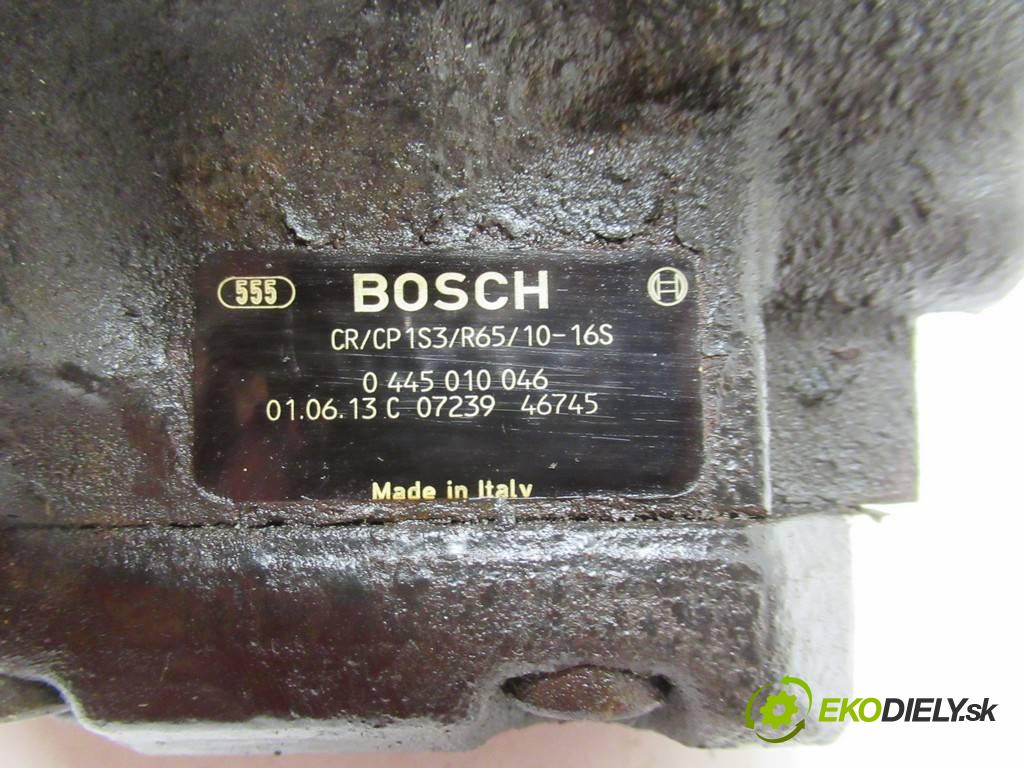 555 BOSCH
CR/CP1S3/R65/10-16S
0 445 010 046
01.06.13 C 07239 46745
Made in Italy
EKODIELY.sk